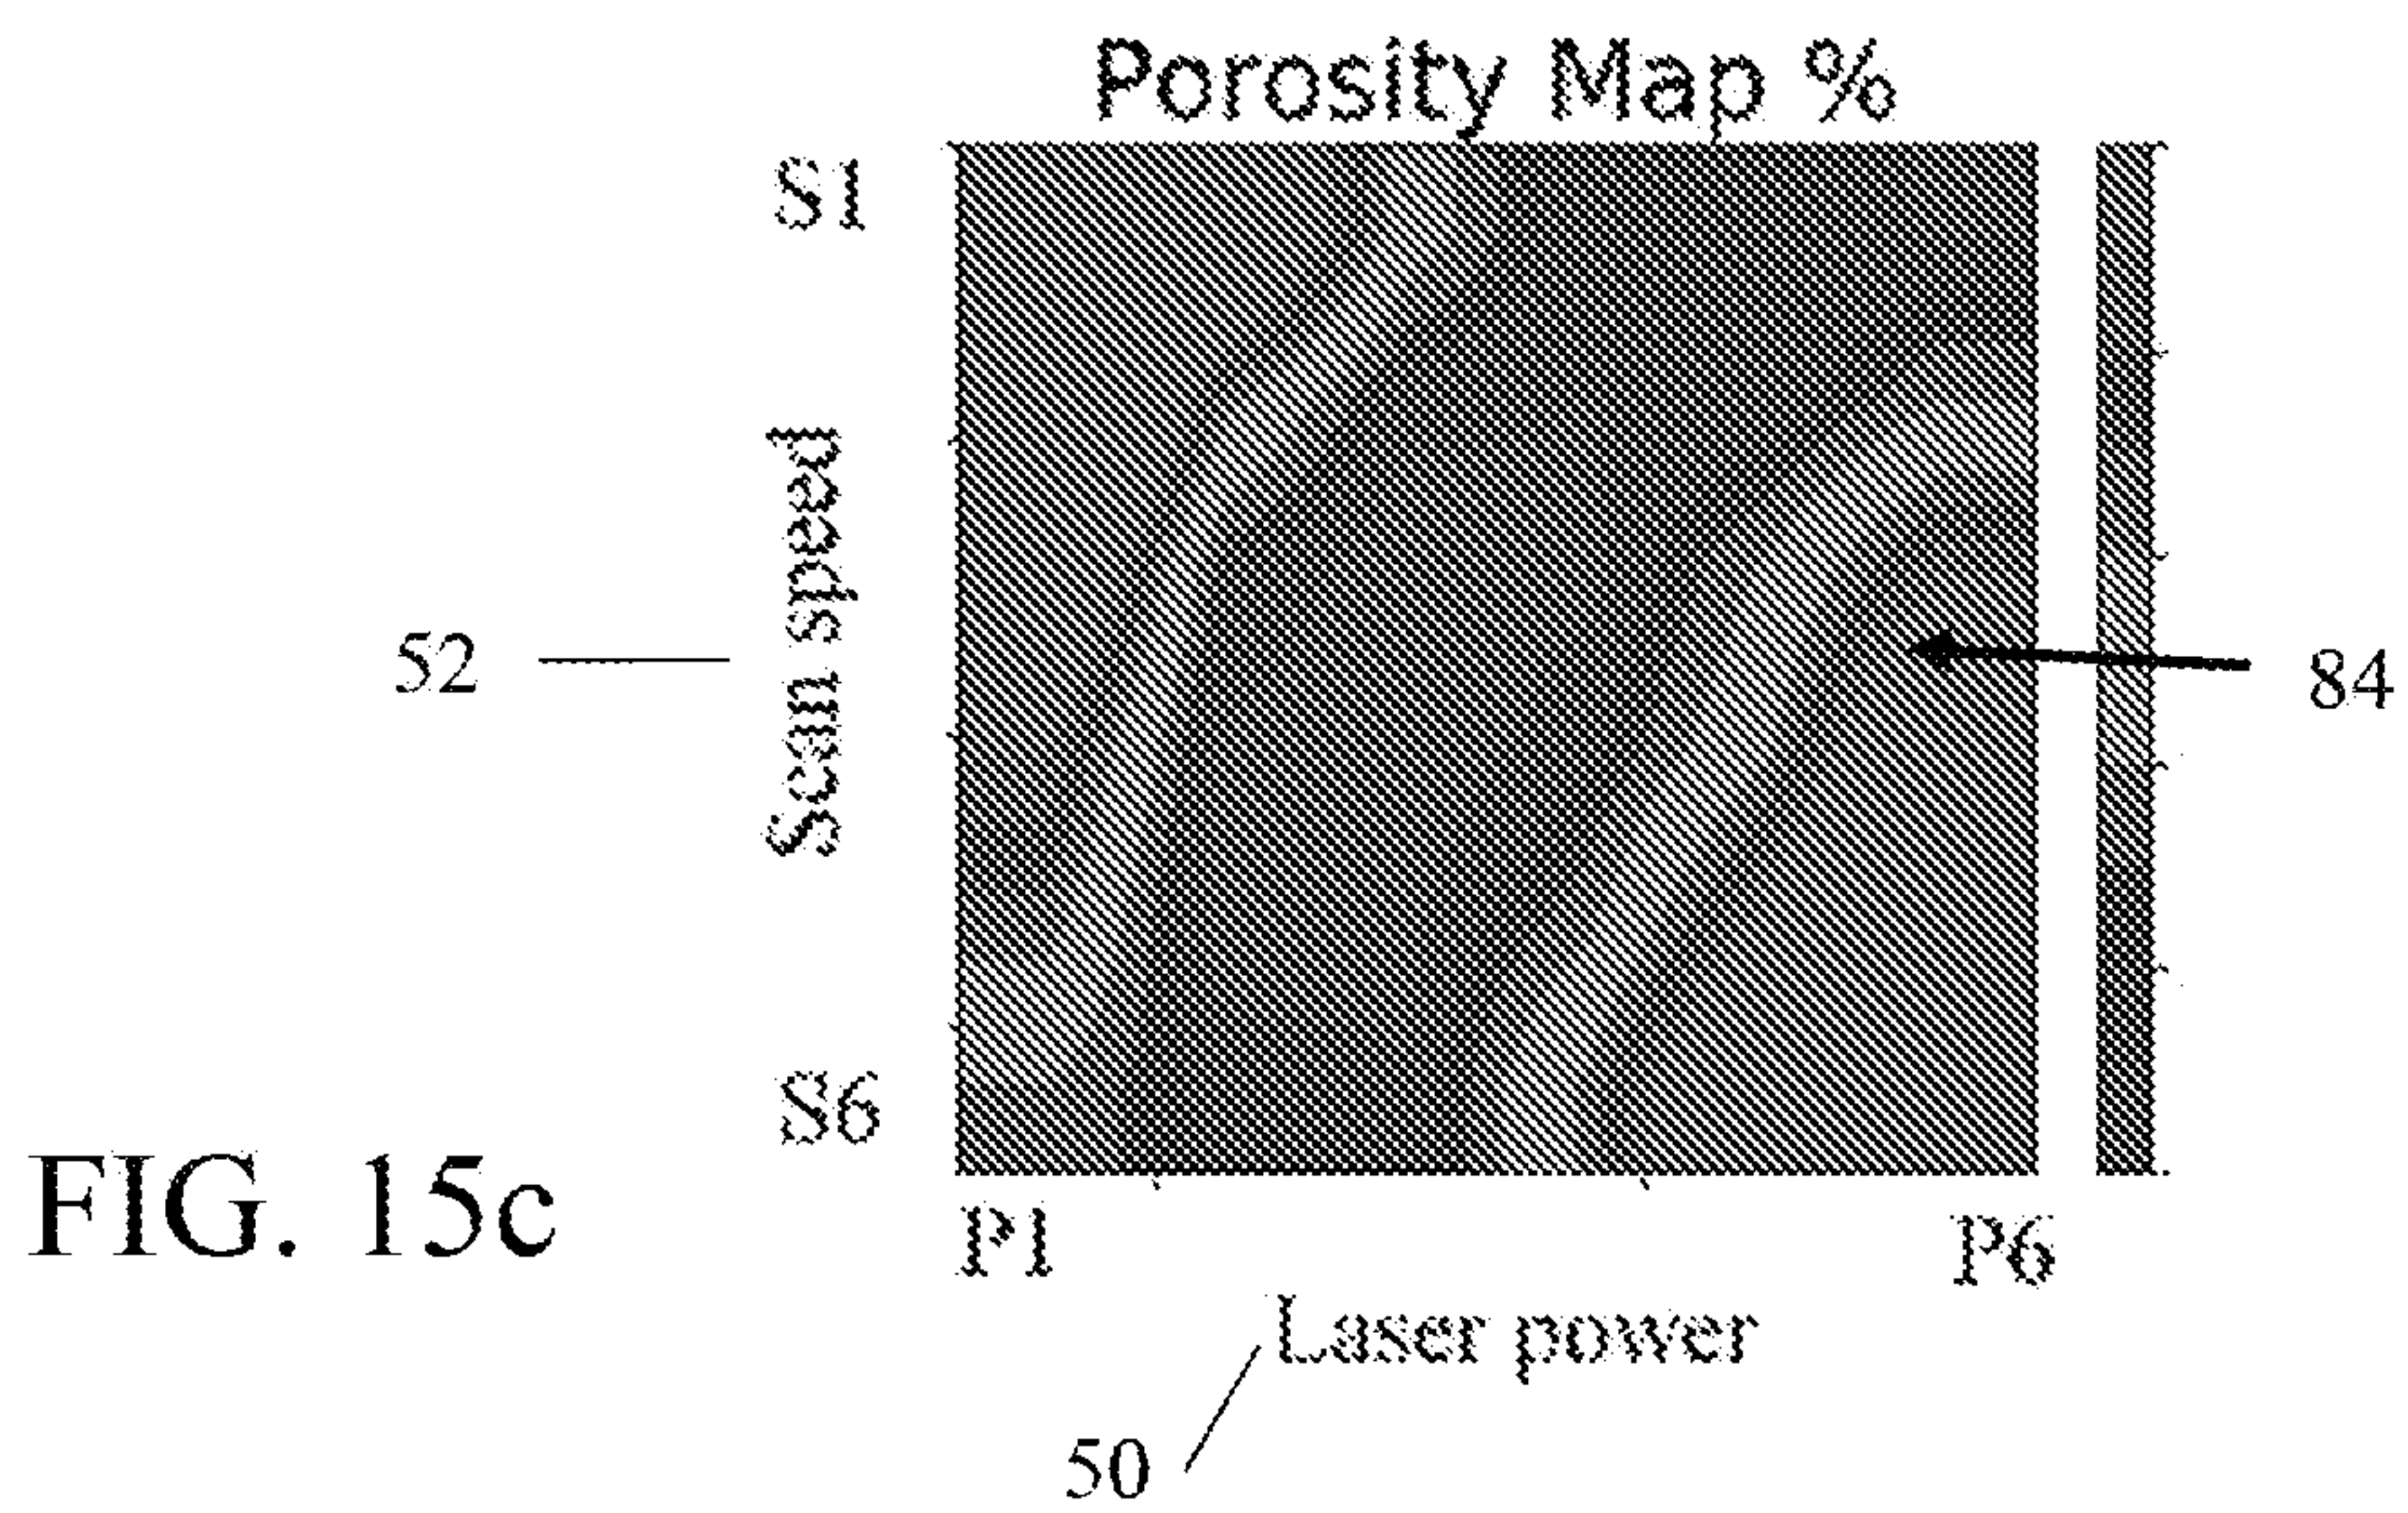 Porosity Map %
S1
Scan speed
52
84
S6
FIG. 15c
P1
P6
Laser power
50